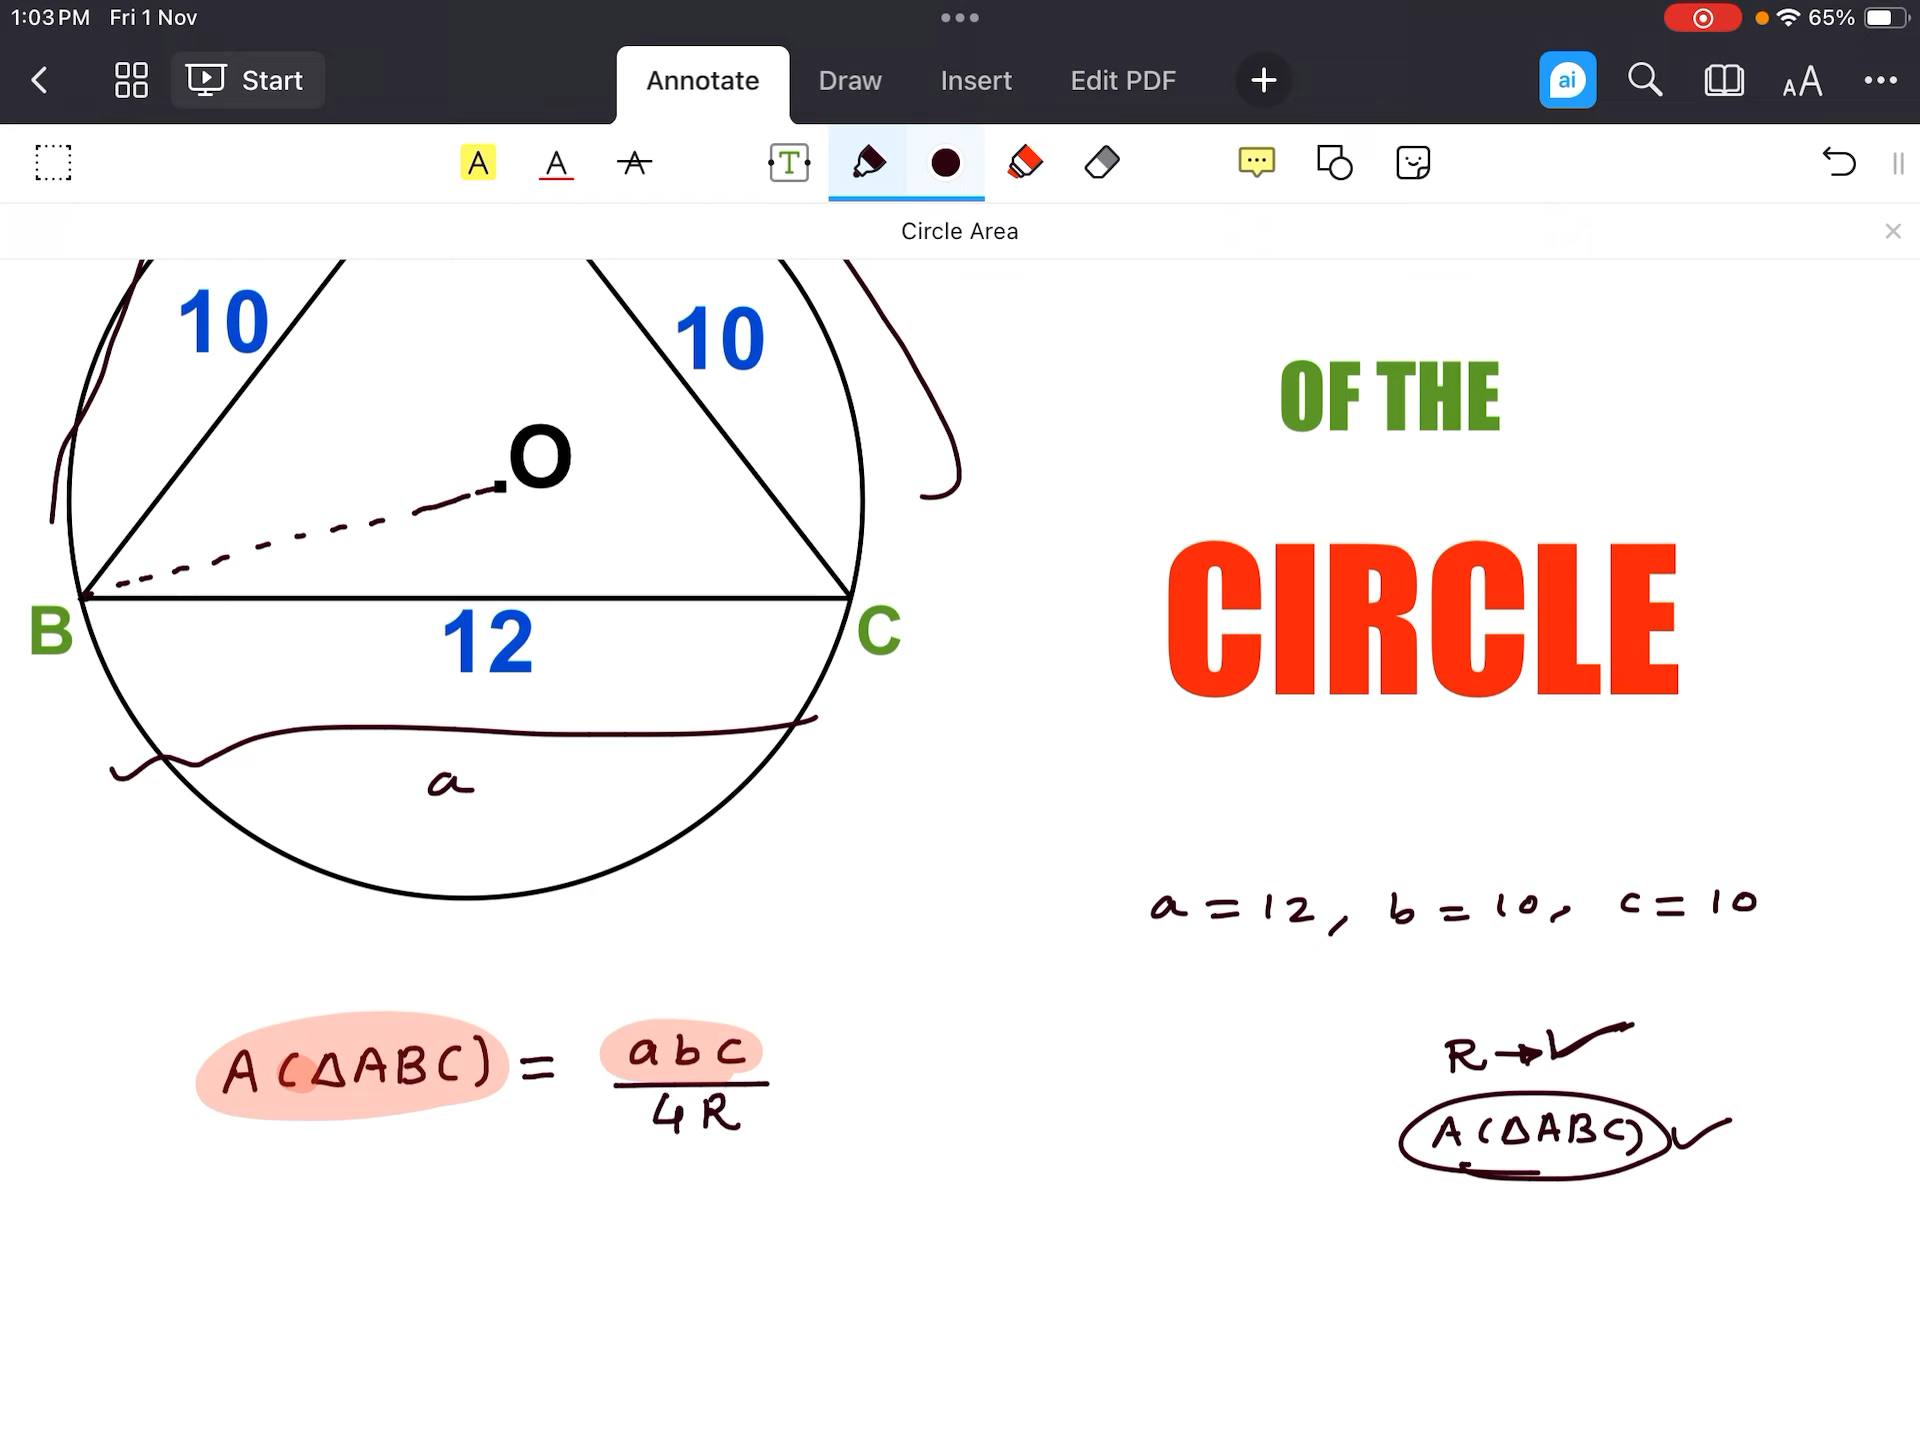 1:03 PM Fri 1 Nov 65%
Start Annotate Draw Insert Edit PDF ai AA
A A A T
Circle Area
10 10
OF THE
.O
CIRCLE
B 12 C
a
a = 12, b = 10, c = 10
A(ΔABC) = abc / 4R
R → ✓
A(ΔABC) ✓